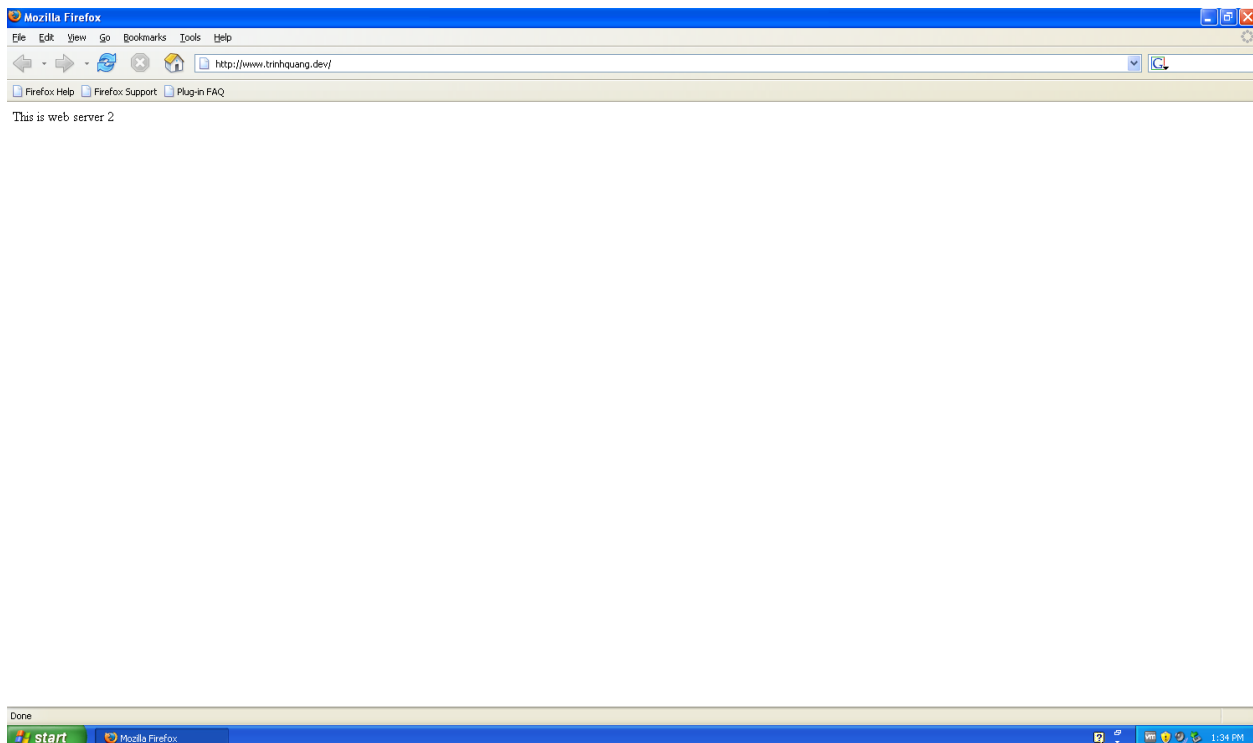 Mozilla Firefox
File Edit View Go Bookmarks Tools Help
http://www.trinhquang.dev/ G
Firefox Help Firefox Support Plug-in FAQ
This is web server 2
Done
start Mozilla Firefox ? 1:34 PM